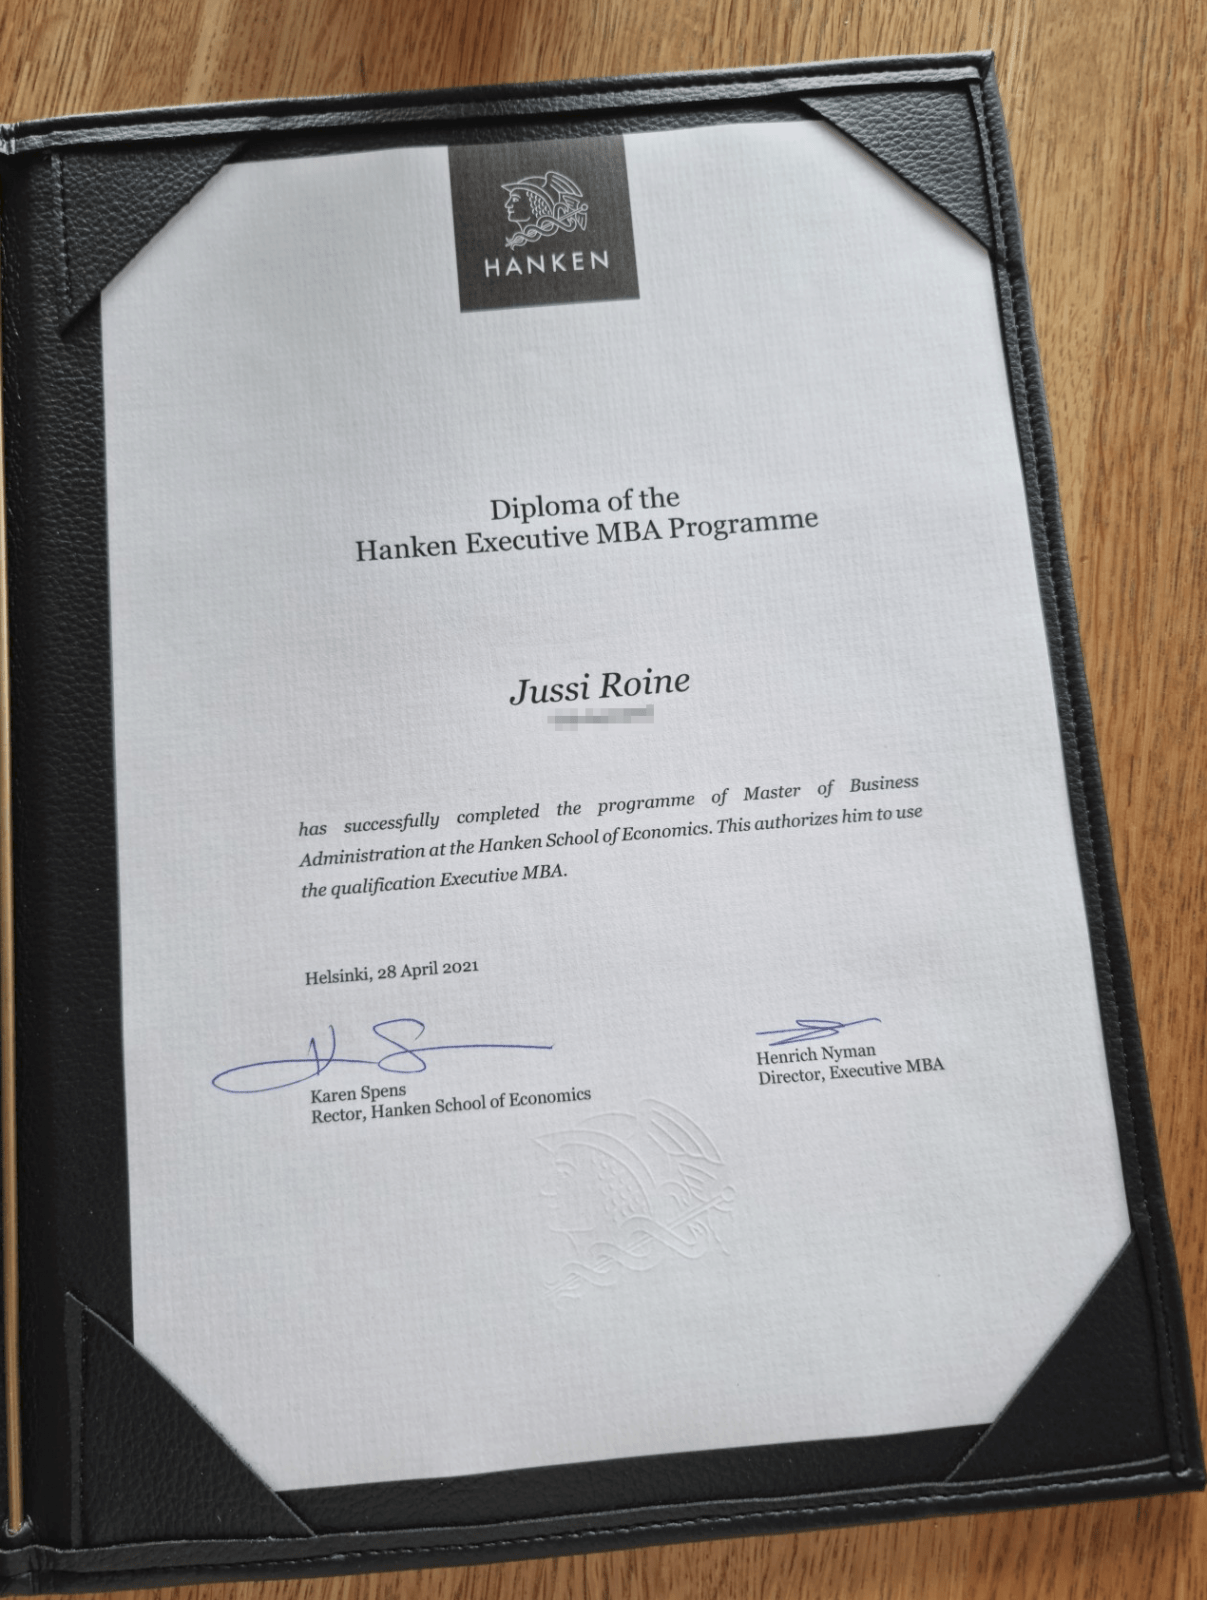 HANKEN
Diploma of the
Hanken Executive MBA Programme
Jussi Roine
has successfully completed the programme of Master of Business
Administration at the Hanken School of Economics. This authorizes him to use
the qualification Executive MBA.
Helsinki, 28 April 2021
Karen Spens
Rector, Hanken School of Economics
Henrich Nyman
Director, Executive MBA